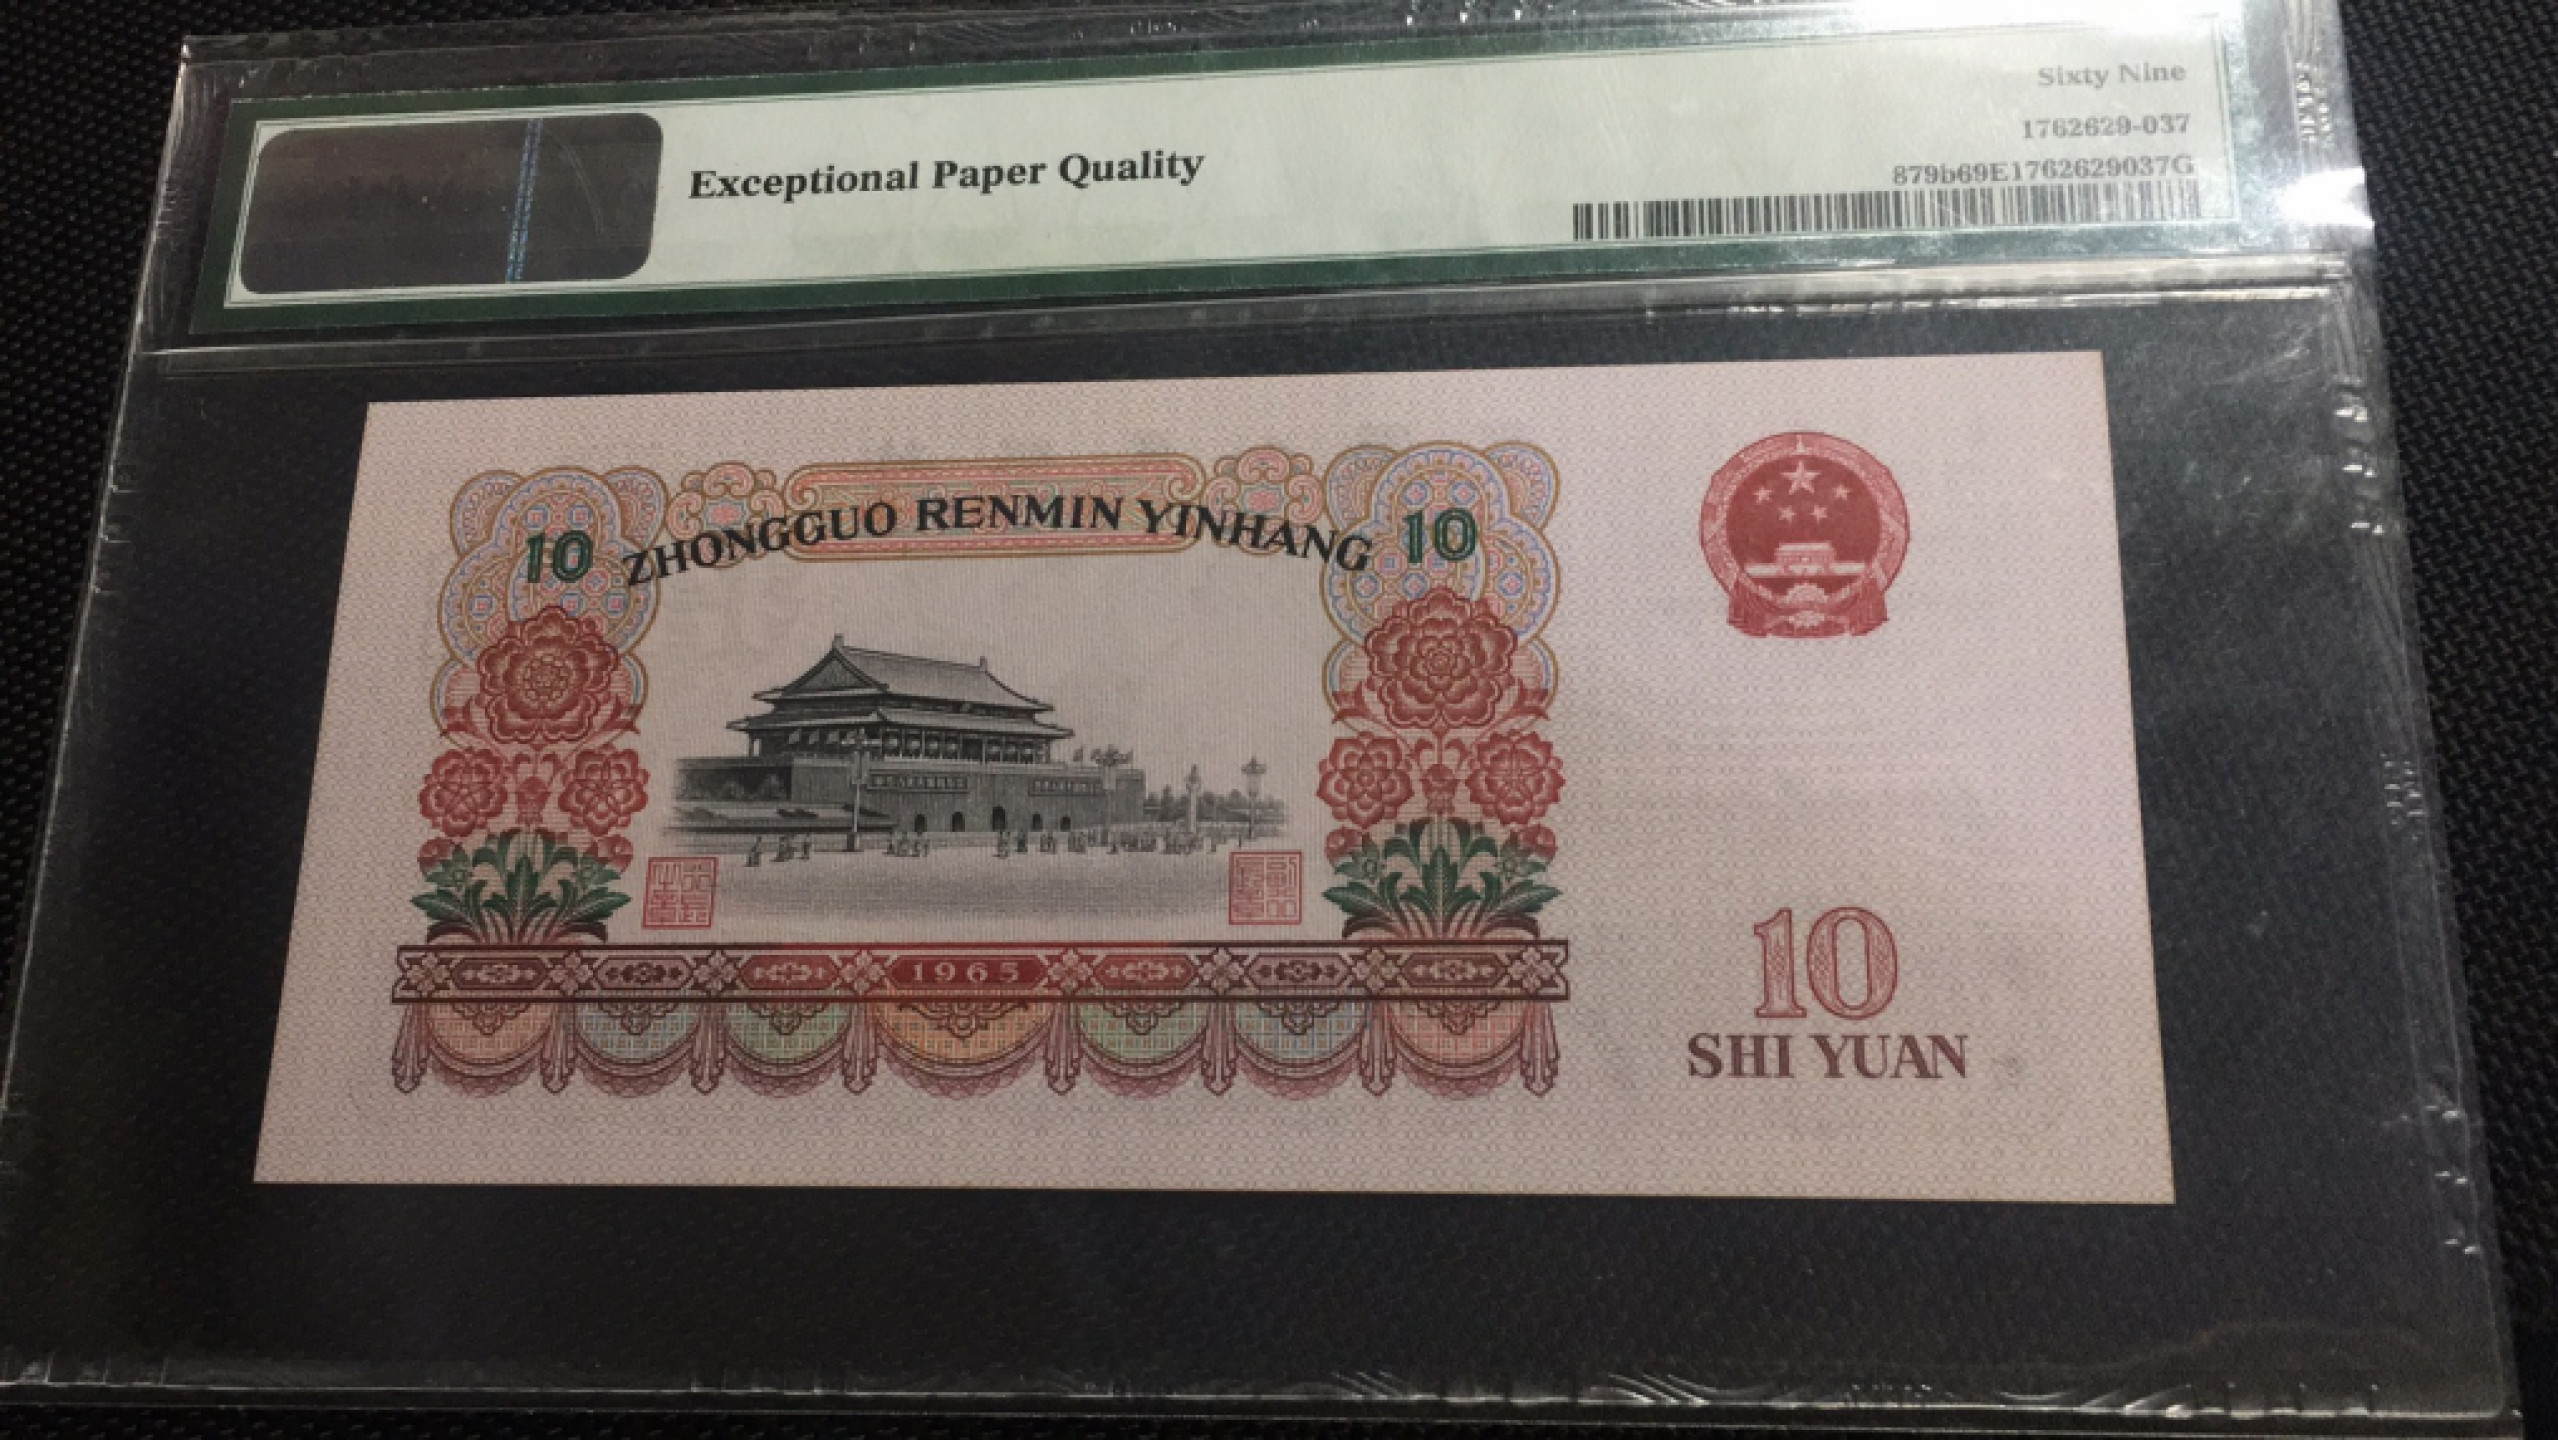 Sixty Nine
1762629-037
Exceptional Paper Quality
879b69E1762629037G
10 ZHONGGUO RENMIN YINHANG 10
1965
10
SHI YUAN